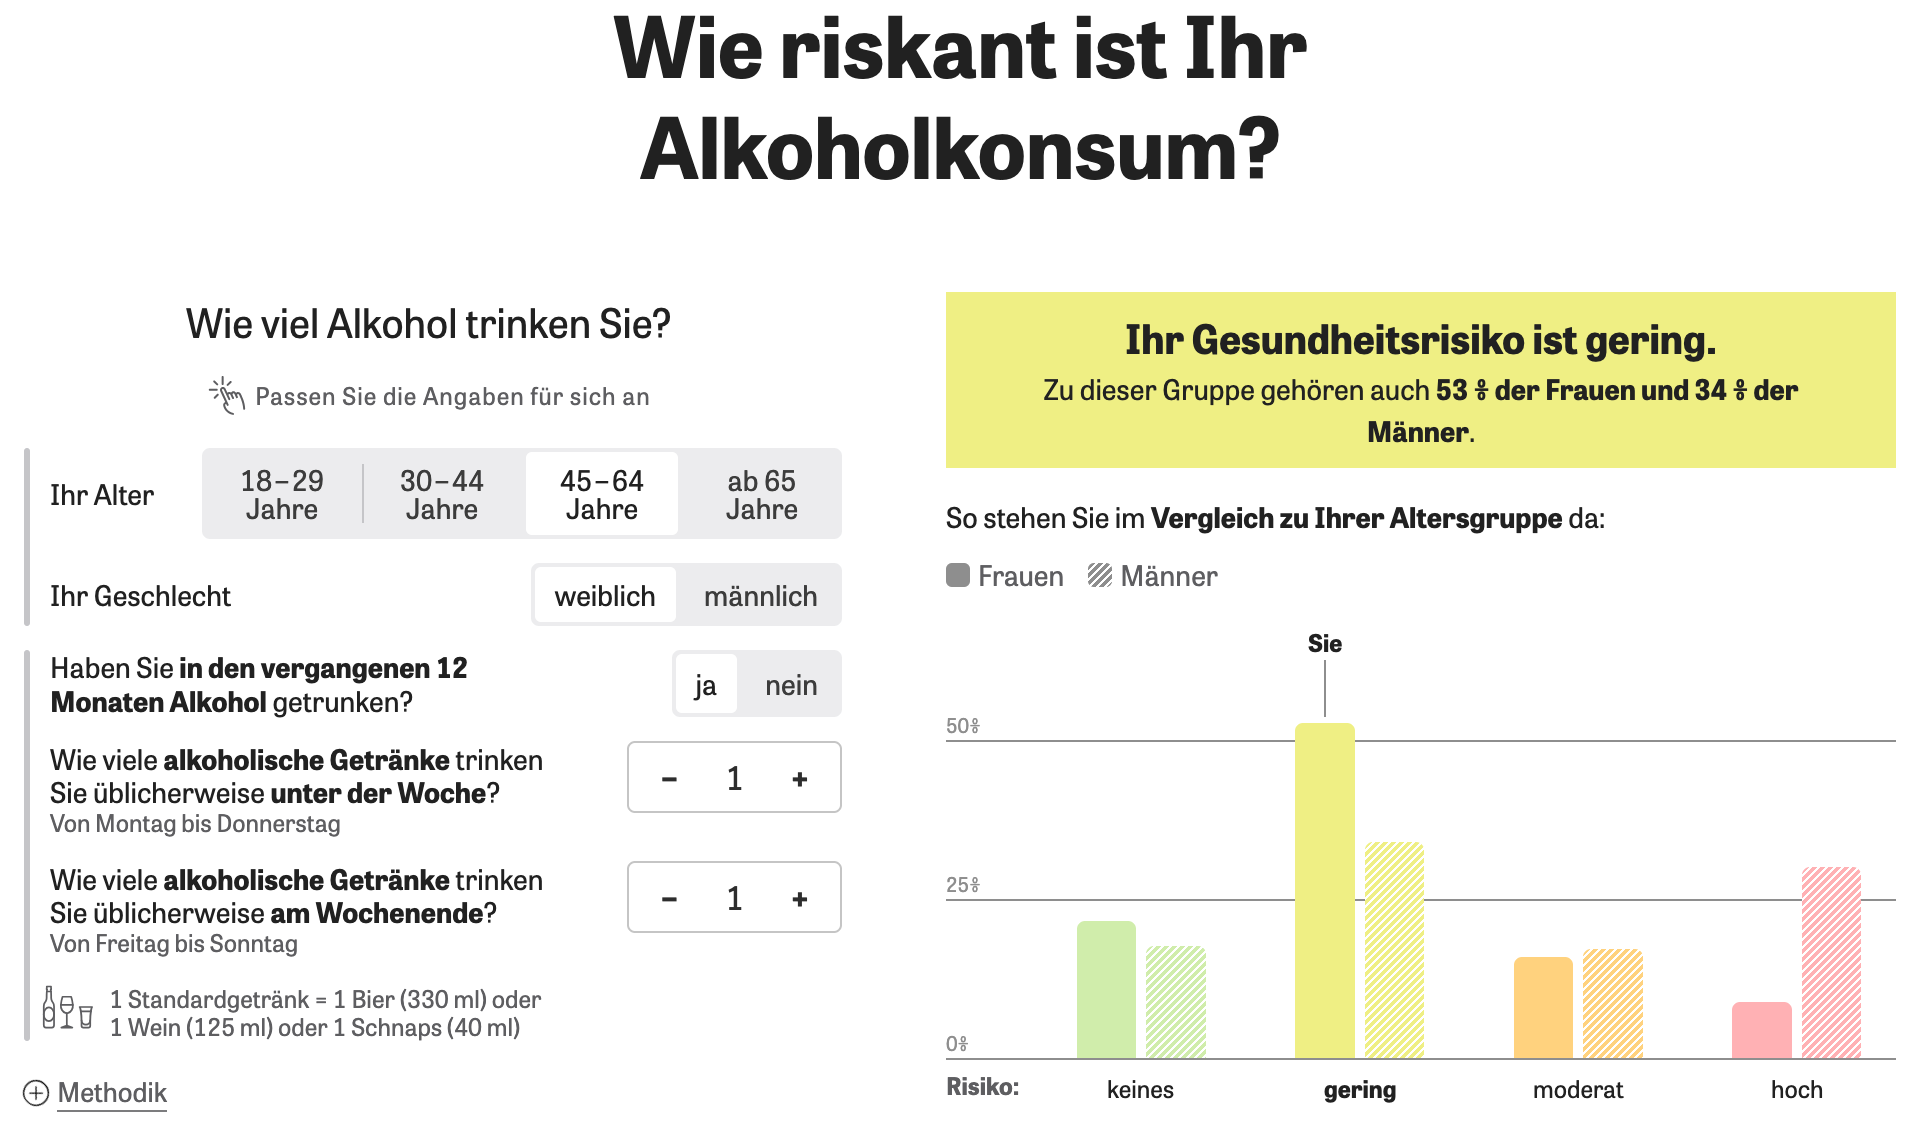 Wie riskant ist Ihr
Alkoholkonsum?
Wie viel Alkohol trinken Sie?
Passen Sie die Angaben für sich an
Ihr Alter
18–29
Jahre
30–44
Jahre
45–64
Jahre
ab 65
Jahre
Ihr Geschlecht
weiblich
männlich
Haben Sie in den vergangenen 12
Monaten Alkohol getrunken?
ja
nein
Wie viele alkoholische Getränke trinken
Sie üblicherweise unter der Woche?
Von Montag bis Donnerstag
– 1 +
Wie viele alkoholische Getränke trinken
Sie üblicherweise am Wochenende?
Von Freitag bis Sonntag
– 1 +
1 Standardgetränk = 1 Bier (330 ml) oder
1 Wein (125 ml) oder 1 Schnaps (40 ml)
Methodik
Ihr Gesundheitsrisiko ist gering.
Zu dieser Gruppe gehören auch 53 % der Frauen und 34 % der
Männer.
So stehen Sie im Vergleich zu Ihrer Altersgruppe da:
Frauen
Männer
Sie
50%
25%
0%
Risiko:
keines
gering
moderat
hoch